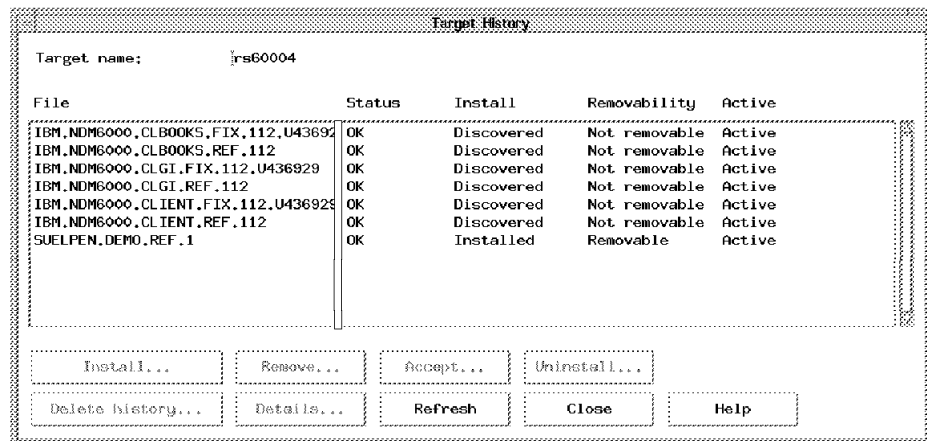 Target History
Target name: rs60004
File Status Install Removability Active
IBM.NDM6000.CLBOOKS.FIX.112.U43692 OK Discovered Not removable Active
IBM.NDM6000.CLBOOKS.REF.112 OK Discovered Not removable Active
IBM.NDM6000.CLGI.FIX.112.U436929 OK Discovered Not removable Active
IBM.NDM6000.CLGI.REF.112 OK Discovered Not removable Active
IBM.NDM6000.CLIENT.FIX.112.U436929 OK Discovered Not removable Active
IBM.NDM6000.CLIENT.REF.112 OK Discovered Not removable Active
SUELPEN.DEMO.REF.1 OK Installed Removable Active
Install... Remove... Accept... Uninstall...
Delete history... Details... Refresh Close Help